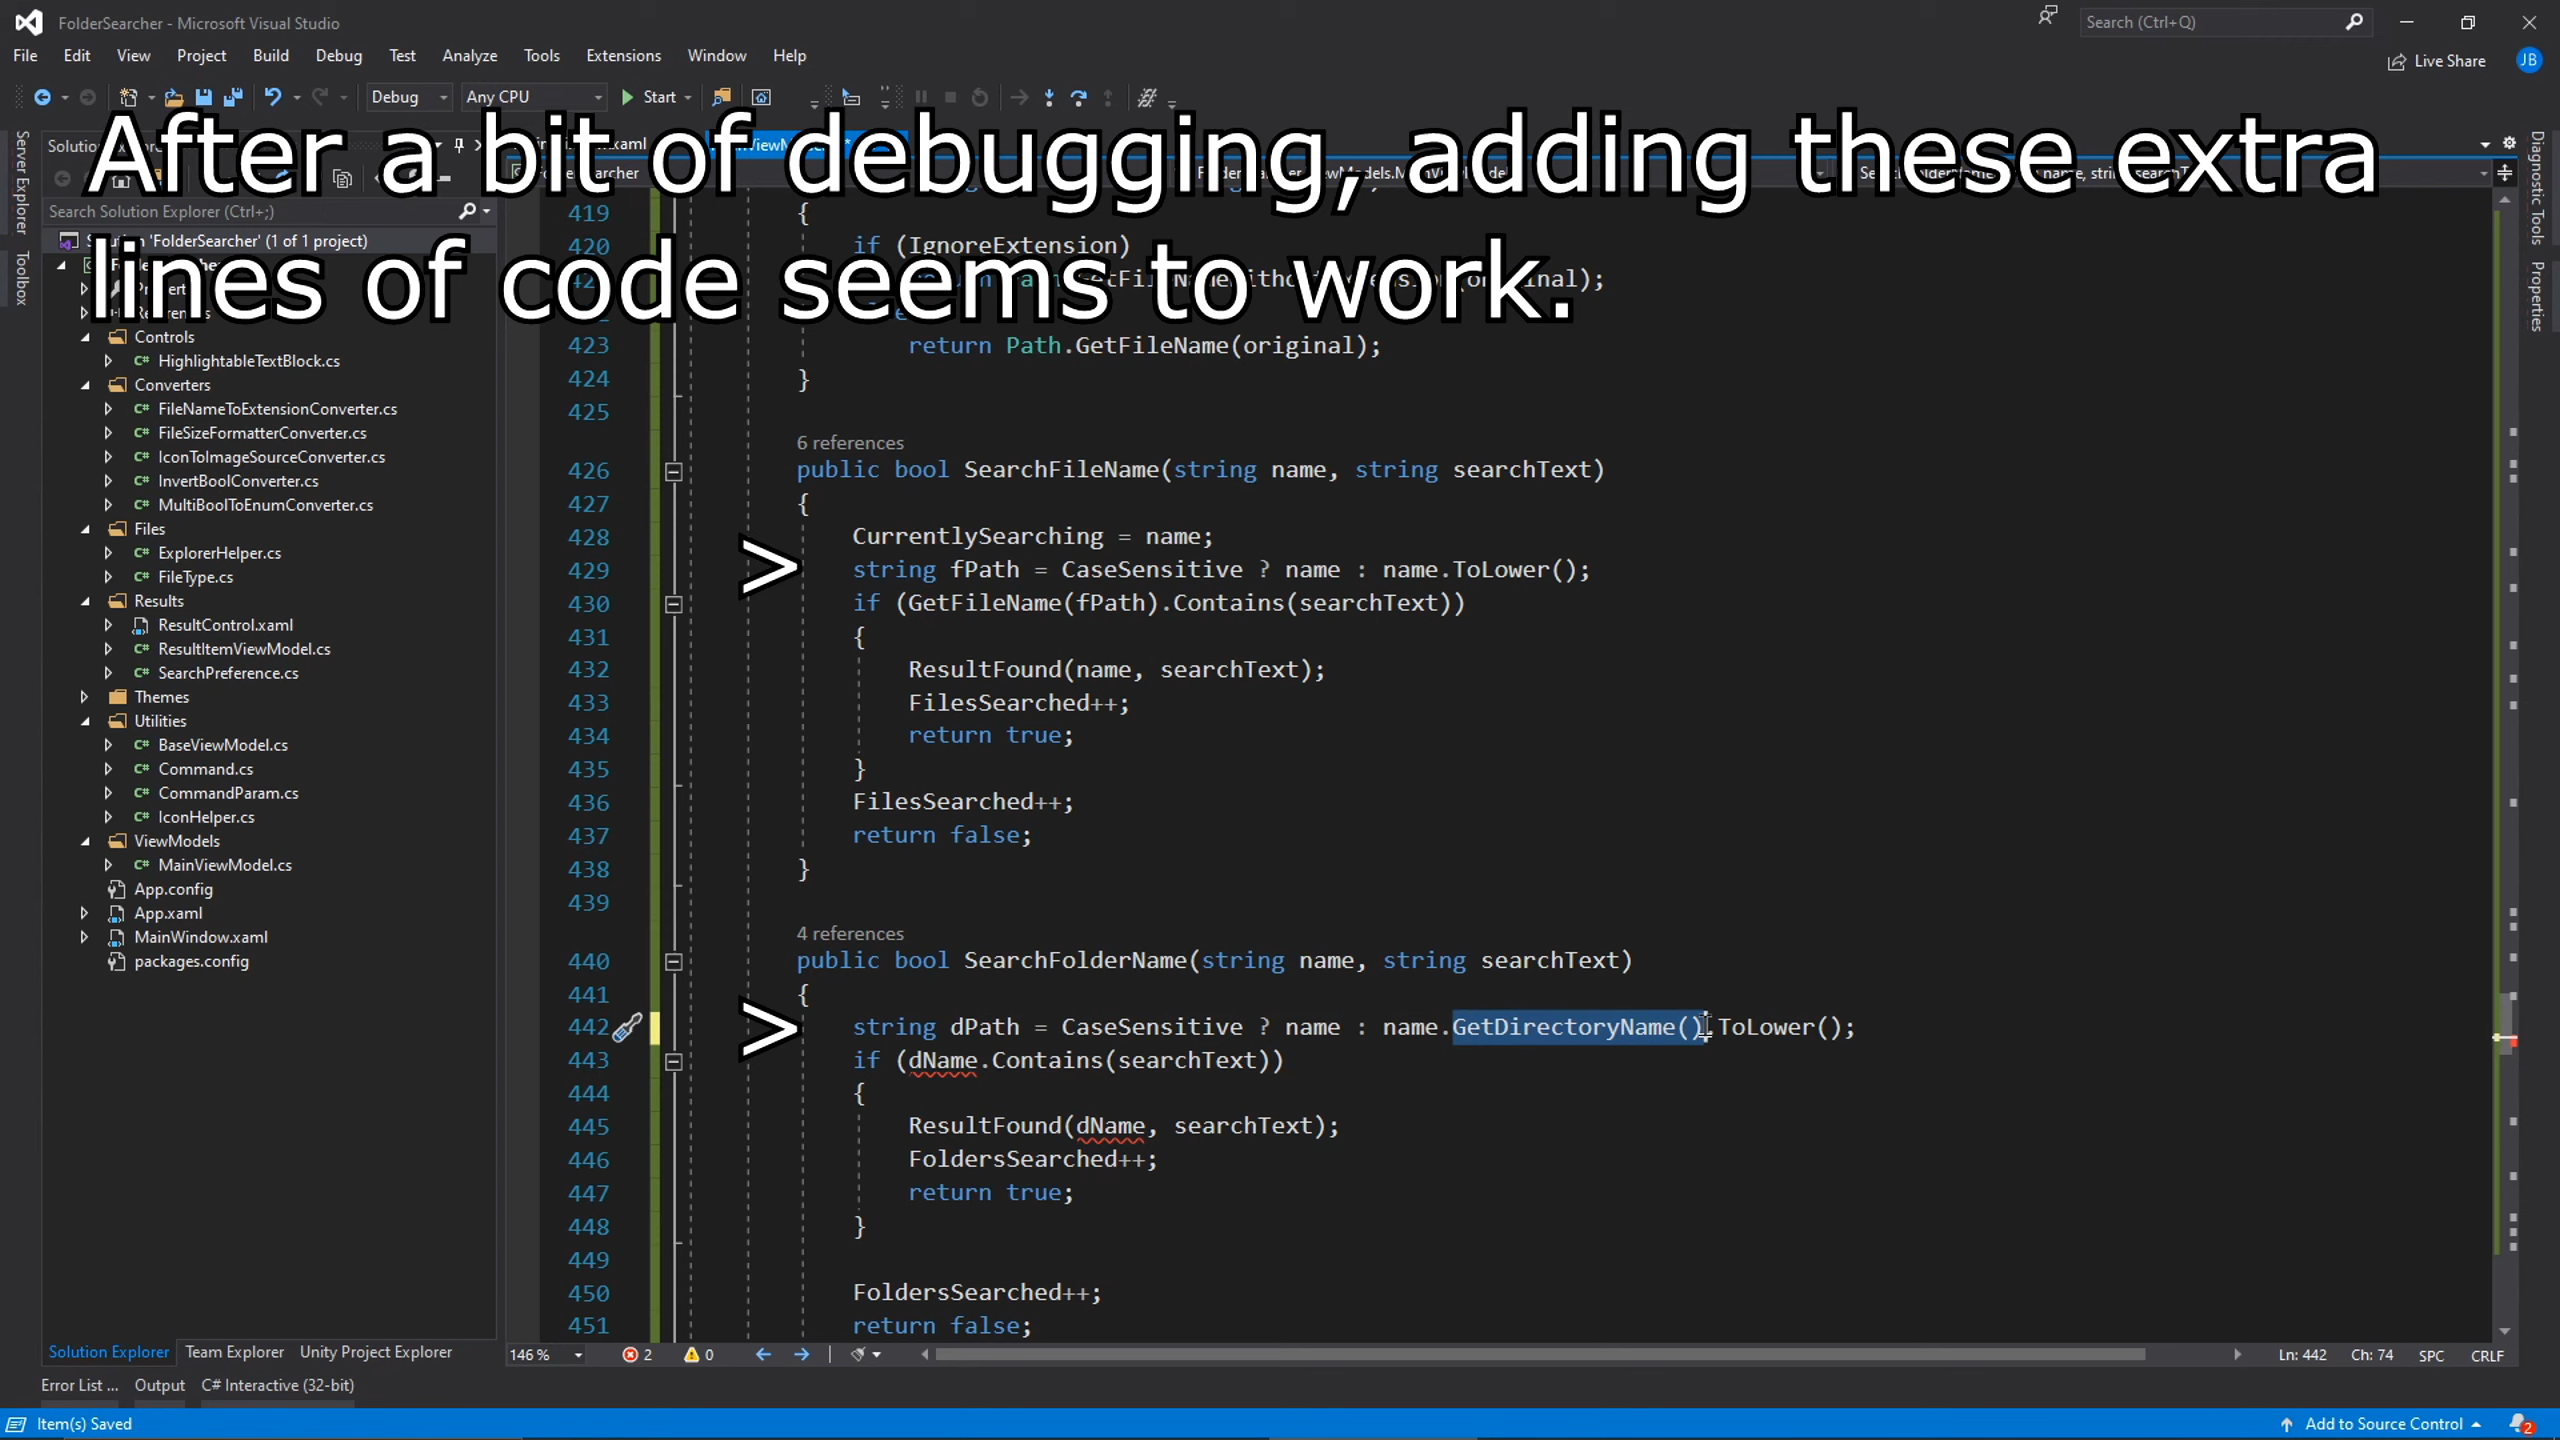 FolderSearcher - Microsoft Visual Studio
Search (Ctrl+Q)
File Edit View Project Build Debug Test Analyze Tools Extensions Window Help
Live Share
JB
Debug Any CPU Start
After a bit of debugging, adding these extra
lines of code seems to work.
Server Explorer
Toolbox
Diagnostic Tools
Properties
Search Solution Explorer (Ctrl+;)
Solution 'FolderSearcher' (1 of 1 project)
Controls
HighlightableTextBlock.cs
Converters
FileNameToExtensionConverter.cs
FileSizeFormatterConverter.cs
IconToImageSourceConverter.cs
InvertBoolConverter.cs
MultiBoolToEnumConverter.cs
Files
ExplorerHelper.cs
FileType.cs
Results
ResultControl.xaml
ResultItemViewModel.cs
SearchPreference.cs
Themes
Utilities
BaseViewModel.cs
Command.cs
CommandParam.cs
IconHelper.cs
ViewModels
MainViewModel.cs
App.config
App.xaml
MainWindow.xaml
packages.config
419 {
420 if (IgnoreExtension)
423 return Path.GetFileName(original);
424 }
425
6 references
426 public bool SearchFileName(string name, string searchText)
427 {
428 CurrentlySearching = name;
> 429 string fPath = CaseSensitive ? name : name.ToLower();
430 if (GetFileName(fPath).Contains(searchText))
431 {
432 ResultFound(name, searchText);
433 FilesSearched++;
434 return true;
435 }
436 FilesSearched++;
437 return false;
438 }
439
4 references
440 public bool SearchFolderName(string name, string searchText)
441 {
> 442 string dPath = CaseSensitive ? name : name.GetDirectoryName().ToLower();
443 if (dName.Contains(searchText))
444 {
445 ResultFound(dName, searchText);
446 FoldersSearched++;
447 return true;
448 }
449
450 FoldersSearched++;
451 return false;
Solution Explorer Team Explorer Unity Project Explorer
146 % 2 0 Ln: 442 Ch: 74 SPC CRLF
Error List ... Output C# Interactive (32-bit)
Item(s) Saved
Add to Source Control
2